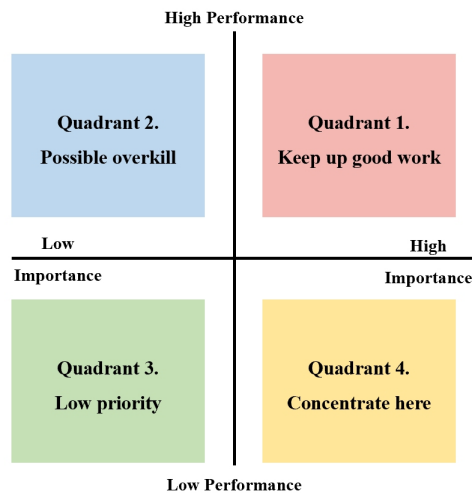 High Performance
Quadrant 2.
Possible overkill
Quadrant 1.
Keep up good work
Low
Importance
High
Importance
Quadrant 3.
Low priority
Quadrant 4.
Concentrate here
Low Performance